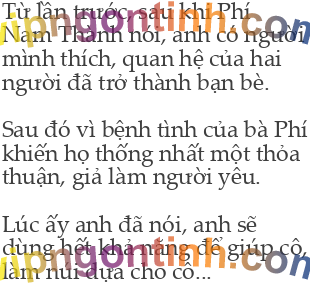 Từ lần trước, sau khi Phí
Nam Thành nói, anh có người
mình thích, quan hệ của hai
người đã trở thành bạn bè.
Sau đó vì bệnh tình của bà Phí
khiến họ thống nhất một thỏa
thuận, giả làm người yêu.
Lúc ấy anh đã nói, anh sẽ
dùng hết khả năng để giúp cô,
làm núi dựa cho cô...